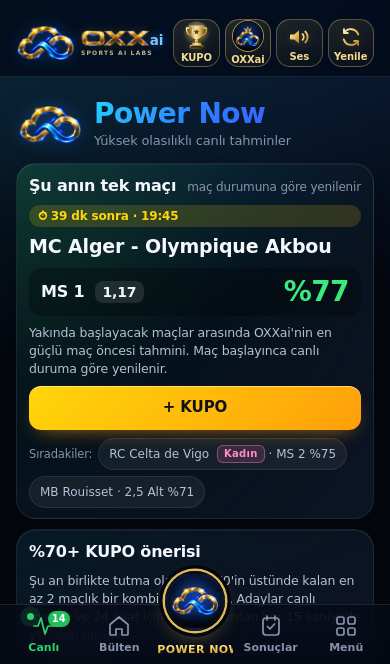 OXX ai
SPORTS AI LABS
KUPO
OXXai
Ses
Yenile
Power Now
Yüksek olasılıklı canlı tahminler
Şu anın tek maçı
maç durumuna göre yenilenir
39 dk sonra · 19:45
MC Alger - Olympique Akbou
MS 1 1,17 %77
Yakında başlayacak maçlar arasında OXXai'nin en
güçlü maç öncesi tahmini. Maç başlayınca canlı
duruma göre yenilenir.
+ KUPO
Sıradakiler: RC Celta de Vigo Kadın · MS 2 %75
MB Rouisset · 2,5 Alt %71
%70+ KUPO önerisi
Şu an birlikte tutma 'in üstünde kalan en
az 2 maçlık bir kombi . Adaylar canlı
14
Canlı
Bülten
POWER NOW
Sonuçlar
Menü